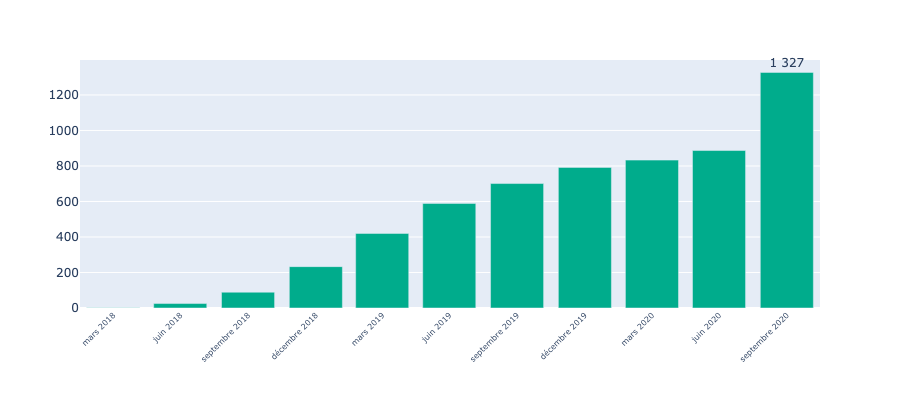 1 327
1200
1000
800
600
400
200
0
mars 2018
juin 2018
septembre 2018
décembre 2018
mars 2019
juin 2019
septembre 2019
décembre 2019
mars 2020
juin 2020
septembre 2020